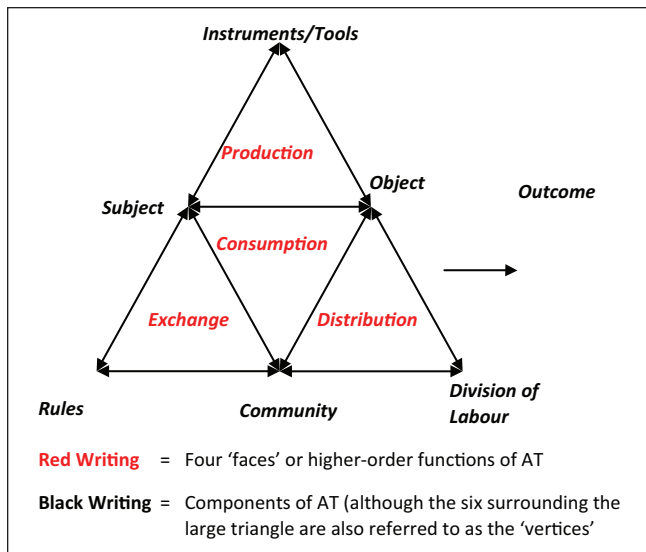 Instruments/Tools
Production
Subject
Object
Outcome
Consumption
Exchange
Distribution
Rules
Community
Division of
Labour
Red Writing = Four ‘faces’ or higher-order functions of AT
Black Writing = Components of AT (although the six surrounding the
large triangle are also referred to as the ‘vertices’